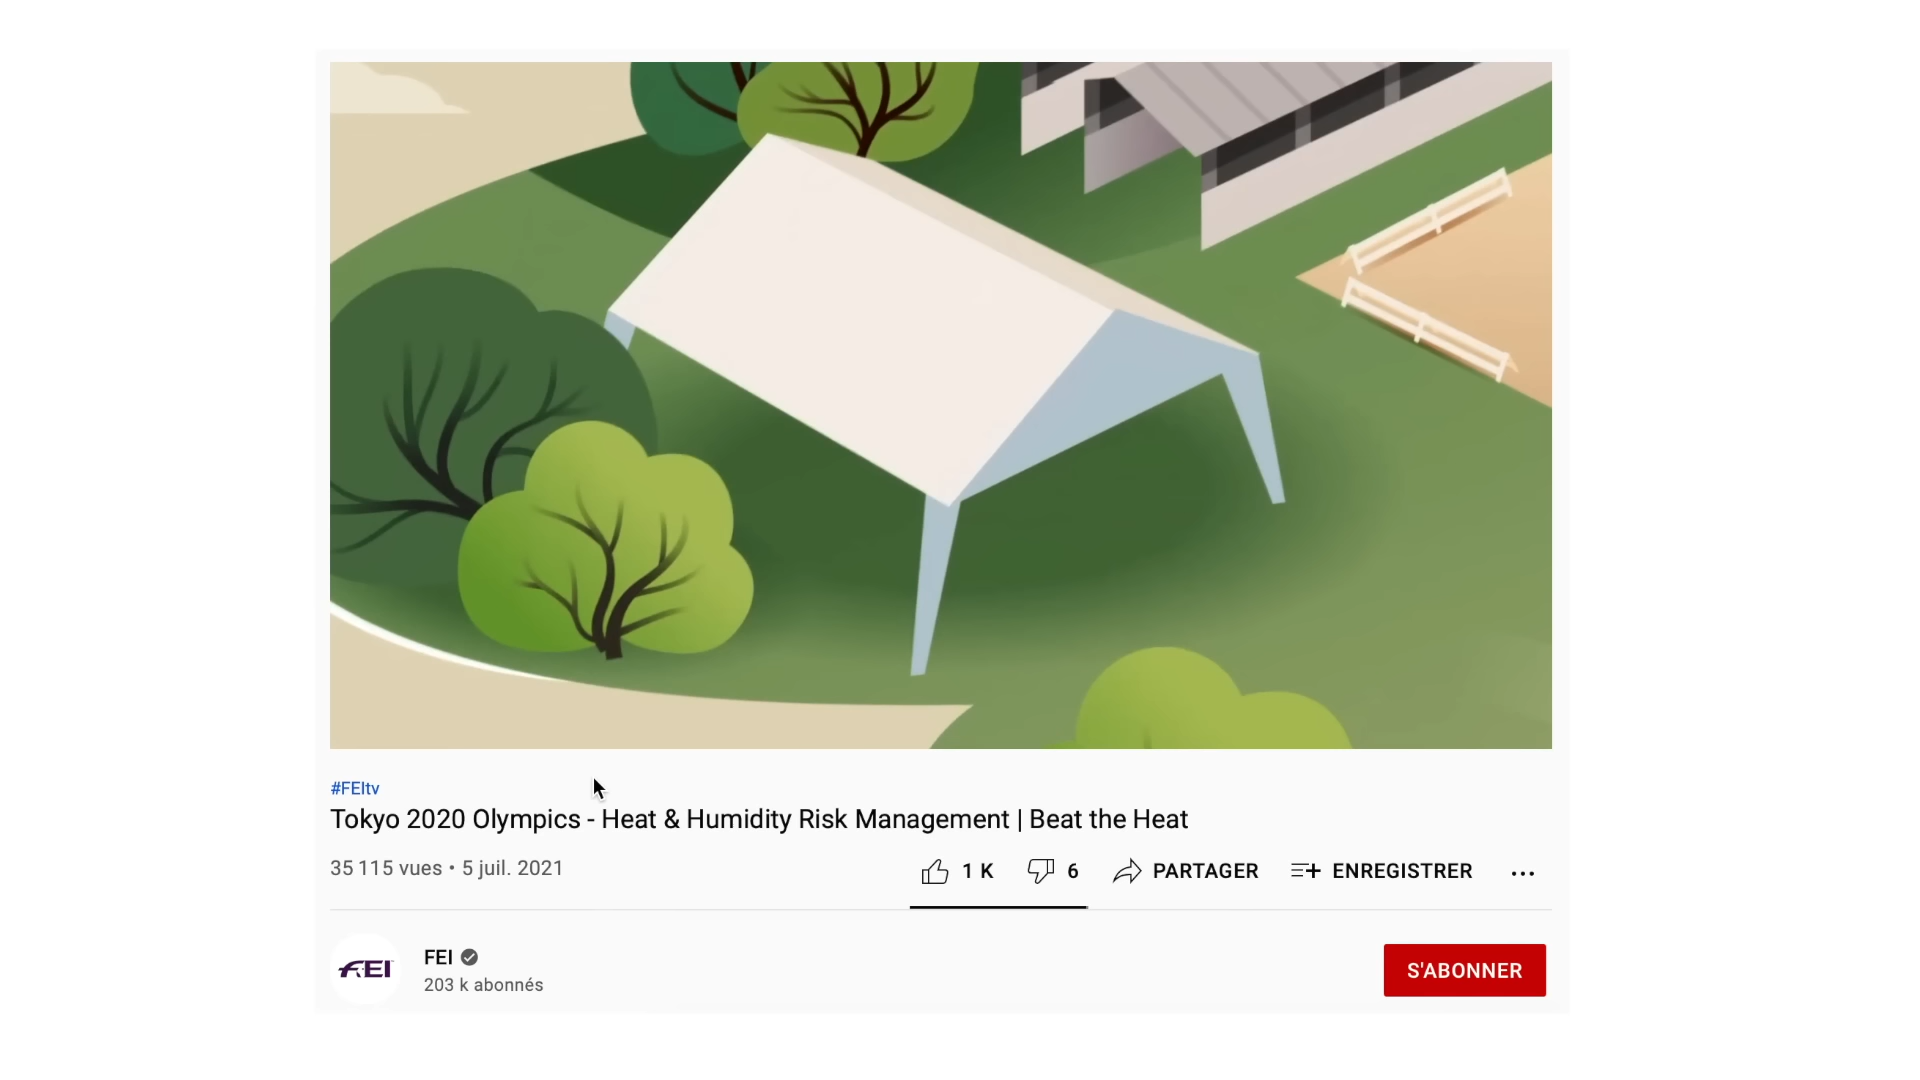 #FEItv
Tokyo 2020 Olympics - Heat & Humidity Risk Management | Beat the Heat
35 115 vues • 5 juil. 2021
1 K
6
PARTAGER
ENREGISTRER
FEI
FEI
203 k abonnés
S'ABONNER